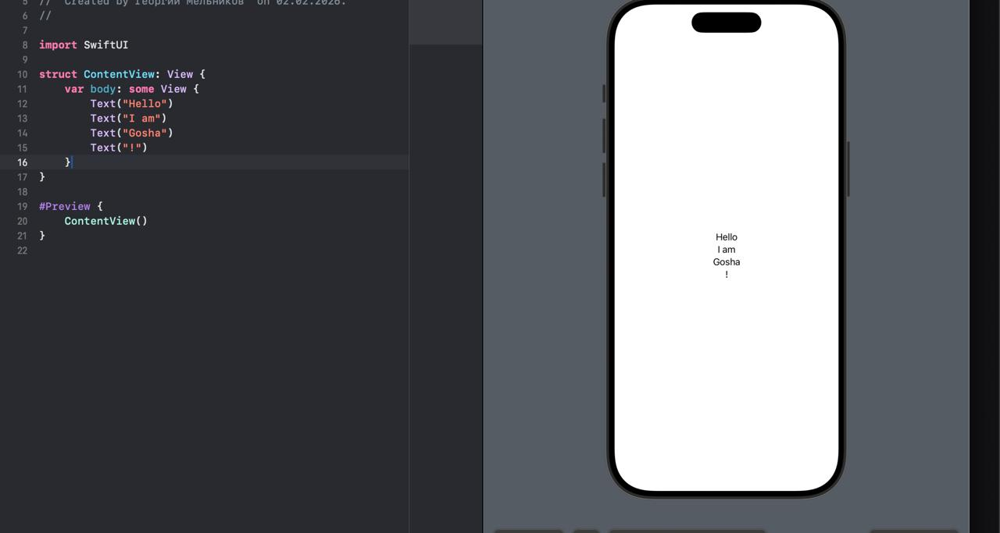 5 // Created by Георгий Мельников on 02.02.2026.
6 //
7
8 import SwiftUI
9
10 struct ContentView: View {
11 var body: some View {
12 Text("Hello")
13 Text("I am")
14 Text("Gosha")
15 Text("!")
16 }
17 }
18
19 #Preview {
20 ContentView()
21 }
22
Hello
I am
Gosha
!